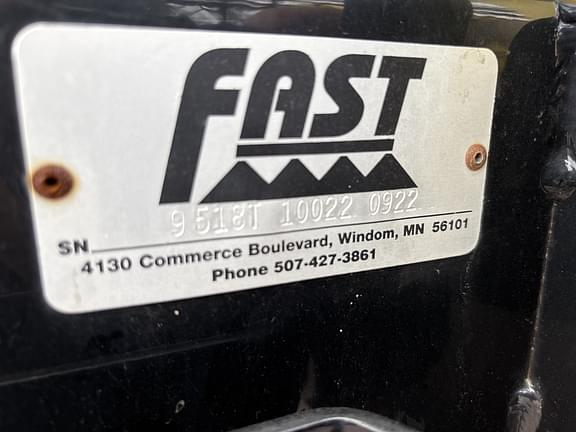 FAST
9518T 10022 0922
SN
4130 Commerce Boulevard, Windom, MN 56101
Phone 507-427-3861